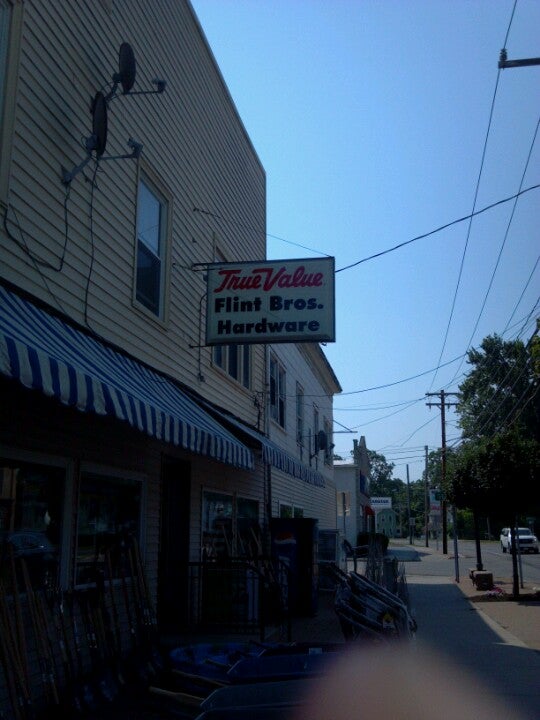 True Value
Flint Bros.
Hardware